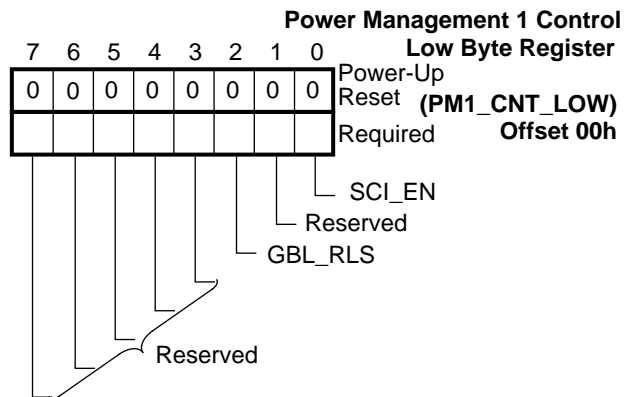 Power Management 1 Control
Low Byte Register
(PM1_CNT_LOW)
Offset 00h
7 6 5 4 3 2 1 0
0 0 0 0 0 0 0 0
Power-Up
Reset
Required
SCI_EN
Reserved
GBL_RLS
Reserved